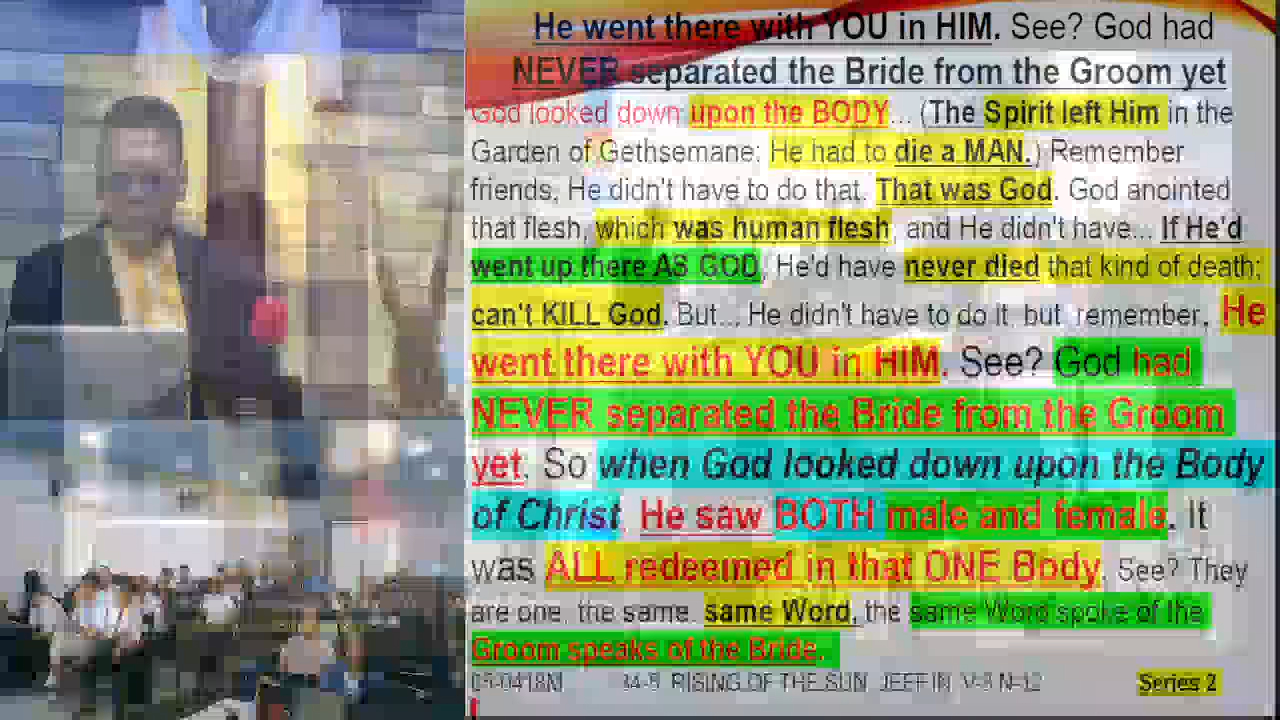 He went there with YOU in HIM. See? God had
NEVER separated the Bride from the Groom yet
God looked down upon the BODY... (The Spirit left Him in the
Garden of Gethsemane; He had to die a MAN.) Remember
friends, He didn't have to do that. That was God. God anointed
that flesh, which was human flesh, and He didn't have... If He'd
went up there AS GOD, He'd have never died that kind of death;
can't KILL God. But... He didn't have to do it, but, remember, He
went there with YOU in HIM. See? God had
NEVER separated the Bride from the Groom
yet. So when God looked down upon the Body
of Christ, He saw BOTH male and female. It
was ALL redeemed in that ONE Body. See? They
are one, the same, same Word, the same Word spoke of the
Groom speaks of the Bride.
RISING OF THE SUN JEFF.IN V-3 N-12 Series 2